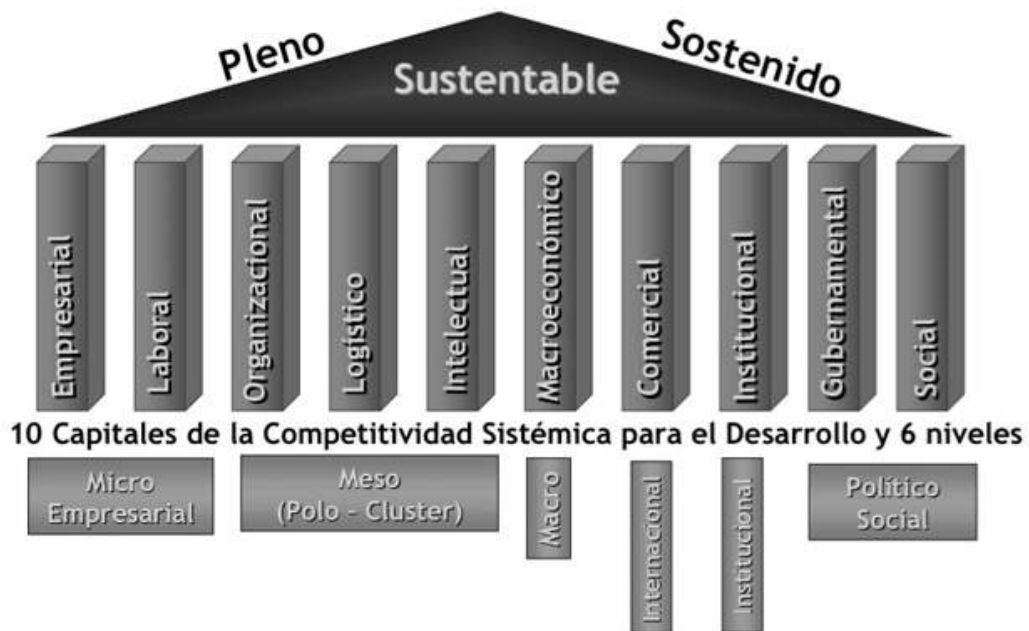 Pleno
Sostenido
Sustentable
Empresarial
Laboral
Organizacional
Logístico
Intelectual
Macroeconómico
Comercial
Institucional
Gubernamental
Social
10 Capitales de la Competitividad Sistémica para el Desarrollo y 6 niveles
Micro
Empresarial
Meso
(Polo - Cluster)
Macro
Internacional
Institucional
Político
Social